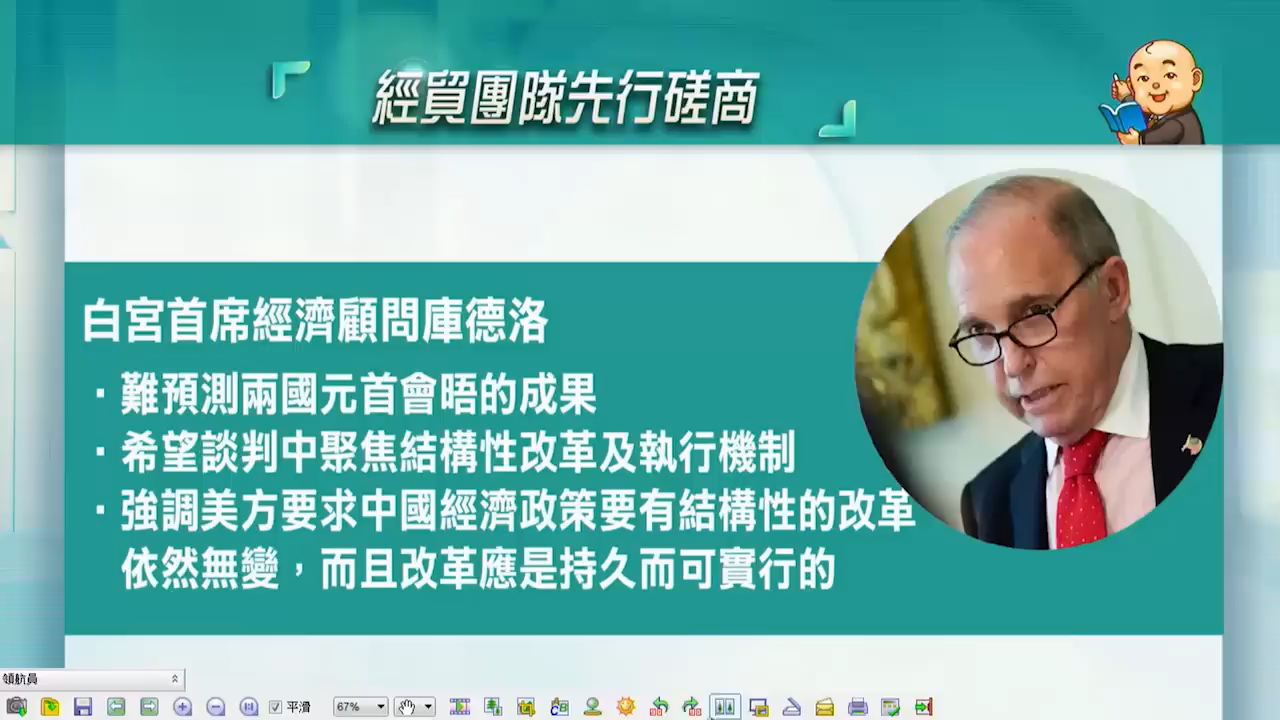 經貿團隊先行磋商
白宮首席經濟顧問庫德洛
·難預測兩國元首會晤的成果
·希望談判中聚焦結構性改革及執行機制
·強調美方要求中國經濟政策要有結構性的改革
依然無變，而且改革應是持久而可實行的
領航員
平滑 67%